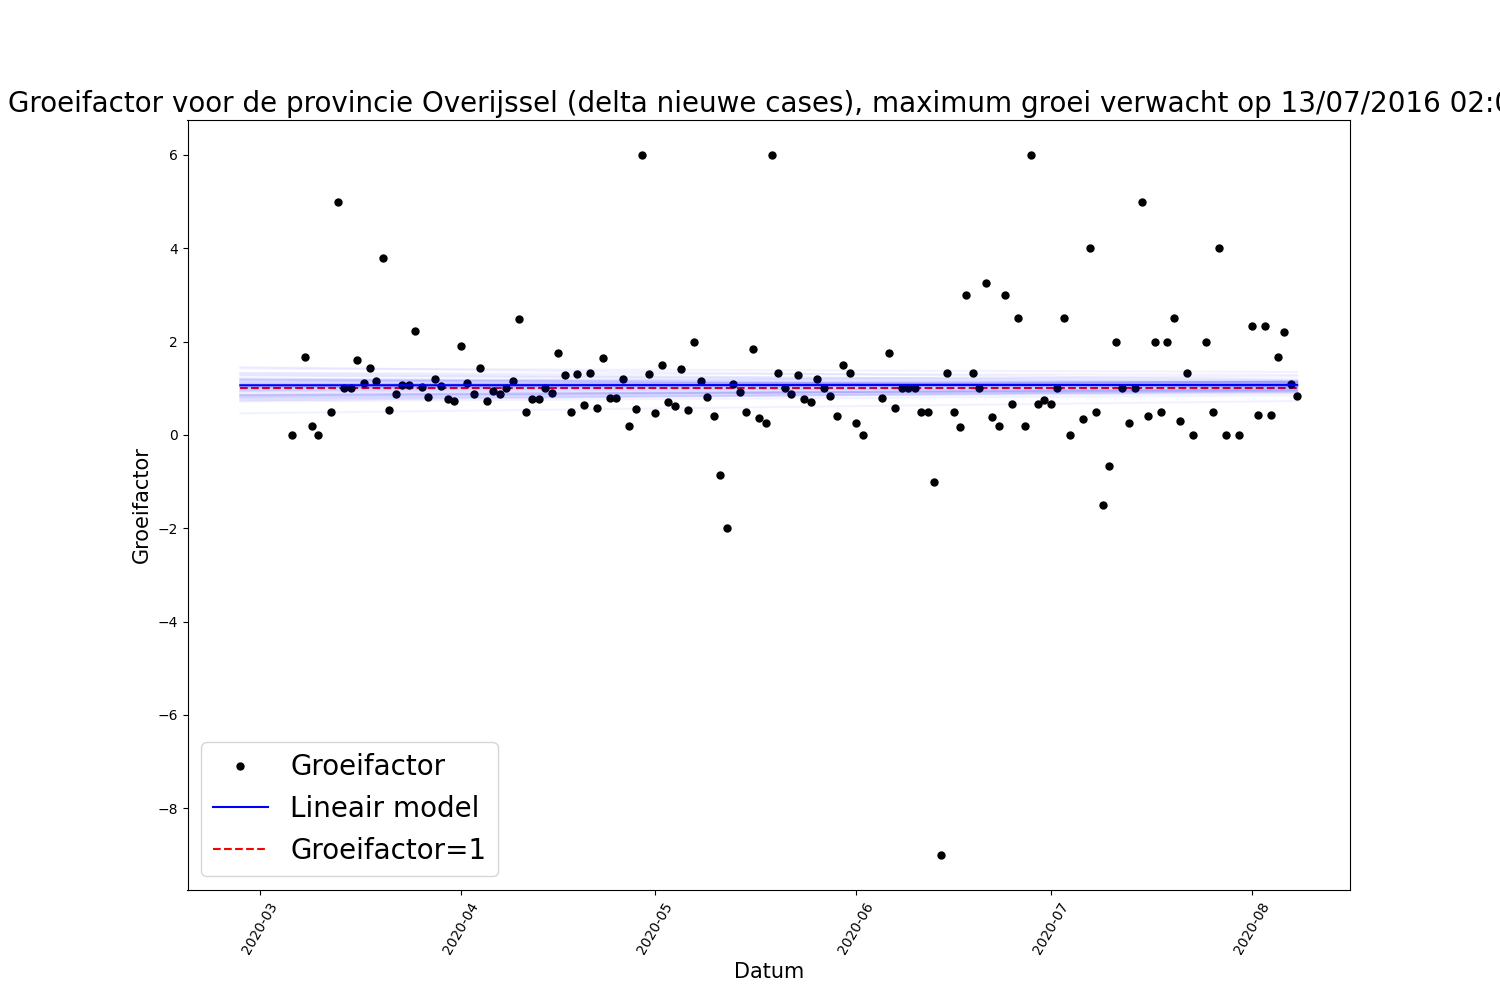 Groeifactor voor de provincie Overijssel (delta nieuwe cases), maximum groei verwacht op 13/07/2016 02:0
6
4
2
0
−2
−4
−6
−8
Groeifactor
Groeifactor
Lineair model
Groeifactor=1
2020-03
2020-04
2020-05
2020-06
2020-07
2020-08
Datum